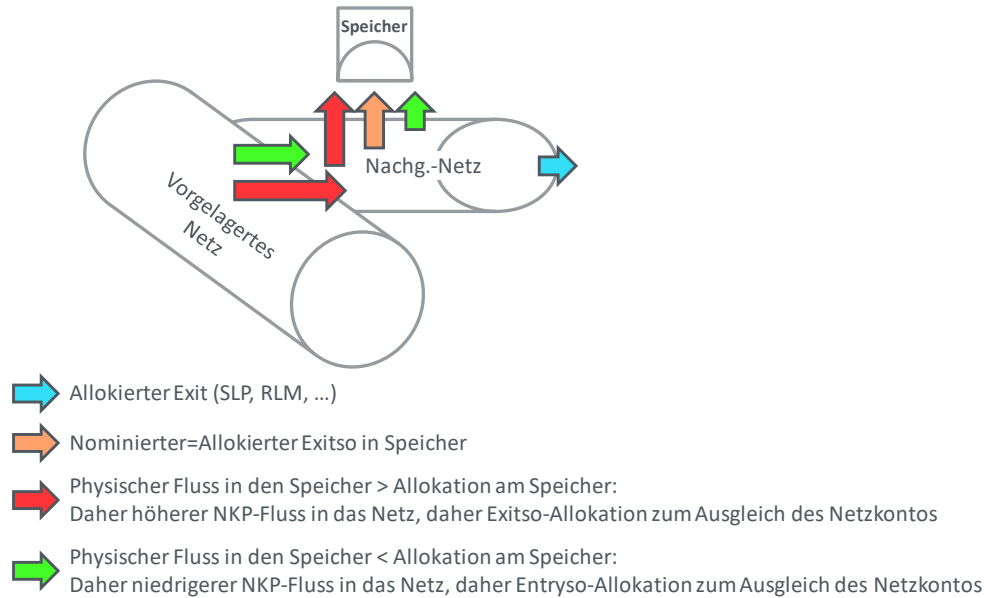 Speicher
Nachg.-Netz
Vorgelagertes
Netz
Allokierter Exit (SLP, RLM, ...)
Nominierter=Allokierter Exitso in Speicher
Physischer Fluss in den Speicher > Allokation am Speicher:
Daher höherer NKP-Fluss in das Netz, daher Exitso-Allokation zum Ausgleich des Netzkontos
Physischer Fluss in den Speicher < Allokation am Speicher:
Daher niedrigerer NKP-Fluss in das Netz, daher Entryso-Allokation zum Ausgleich des Netzkontos